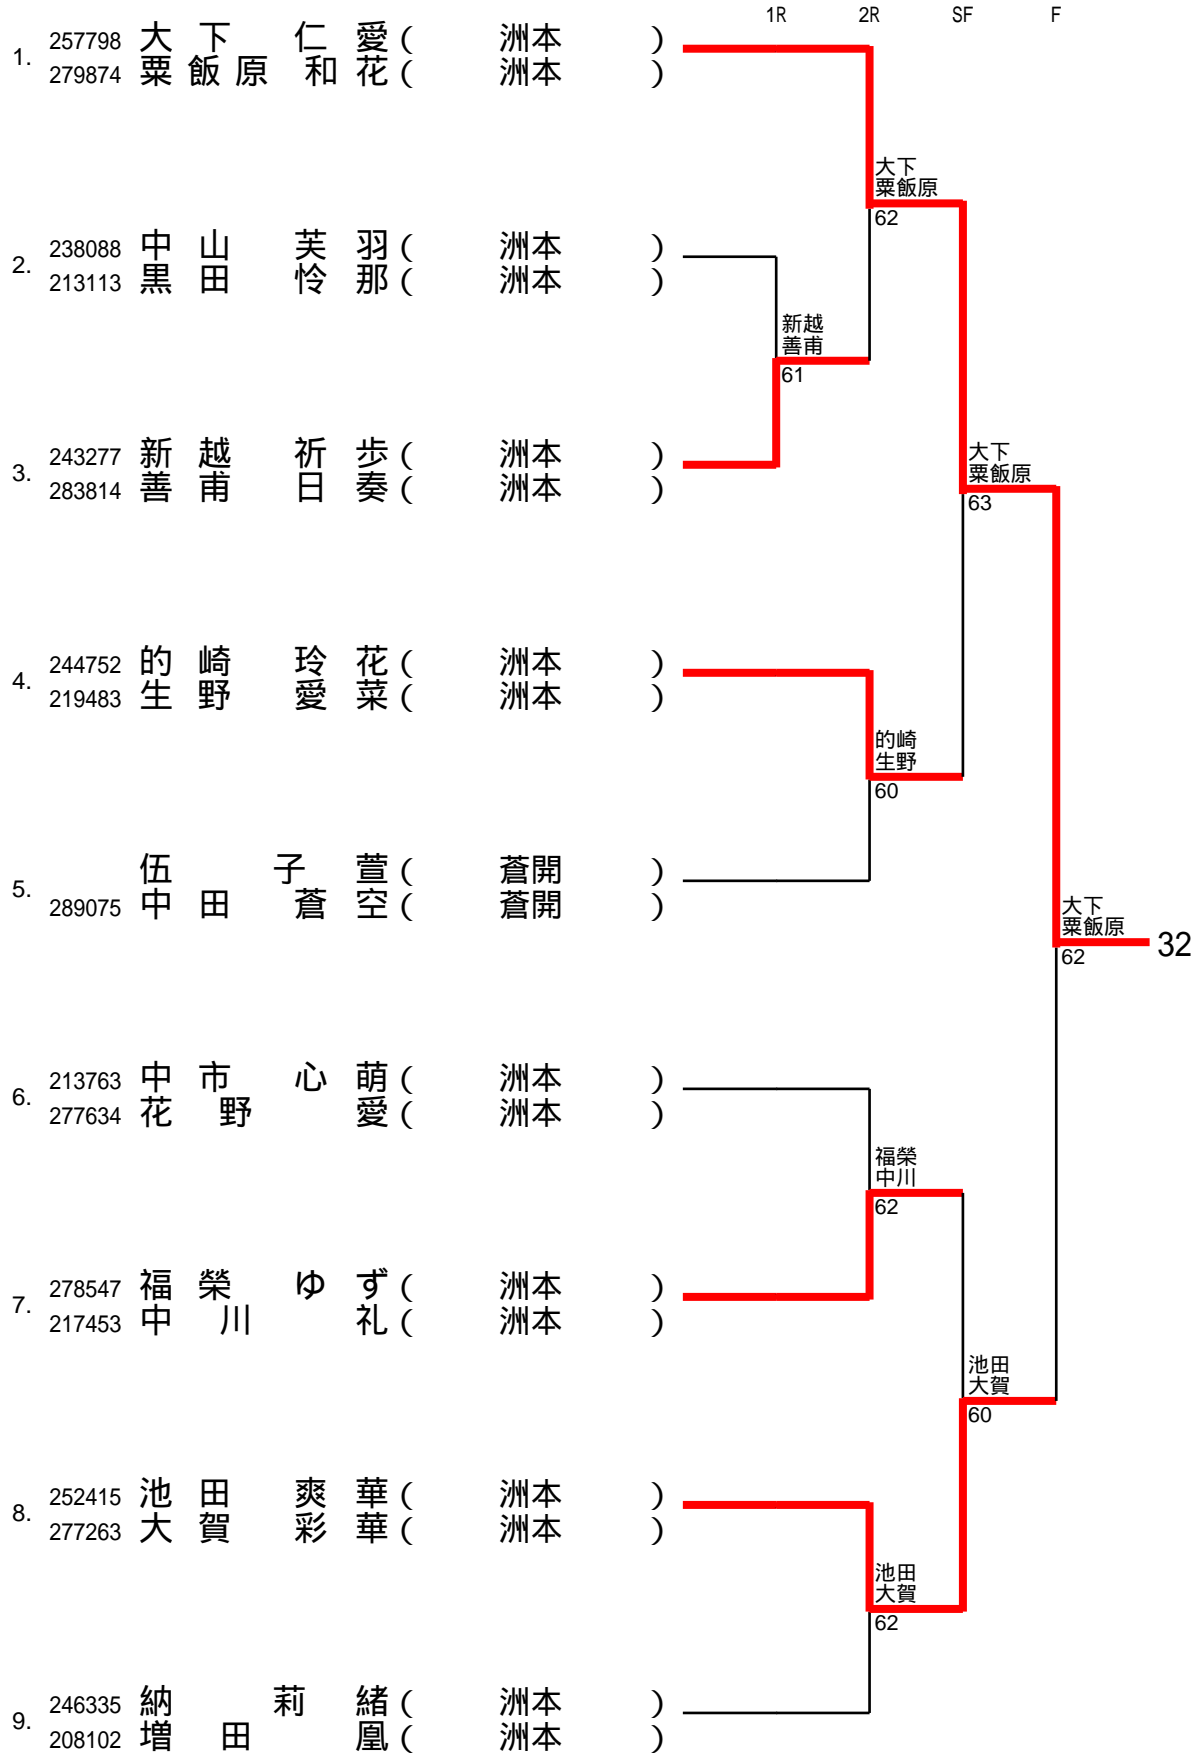 1R 2R SF F
1. 257798 大下 仁愛 ( 洲本 )
279874 粟飯原 和花 ( 洲本 )
大下
粟飯原
62
2. 238088 中山 芙羽 ( 洲本 )
213113 黒田 怜那 ( 洲本 )
新越
善甫
61
3. 243277 新越 祈歩 ( 洲本 )
283814 善甫 日奏 ( 洲本 )
大下
粟飯原
63
4. 244752 的崎 玲花 ( 洲本 )
219483 生野 愛菜 ( 洲本 )
的崎
生野
60
5. 伍 子萱 ( 蒼開 )
289075 中田 蒼空 ( 蒼開 )
大下
粟飯原
62
32
6. 213763 中市 心萌 ( 洲本 )
277634 花野 愛 ( 洲本 )
福榮
中川
62
7. 278547 福榮 ゆず ( 洲本 )
217453 中川 礼 ( 洲本 )
池田
大賀
60
8. 252415 池田 爽華 ( 洲本 )
277263 大賀 彩華 ( 洲本 )
池田
大賀
62
9. 246335 納 莉緒 ( 洲本 )
208102 増田 凰 ( 洲本 )